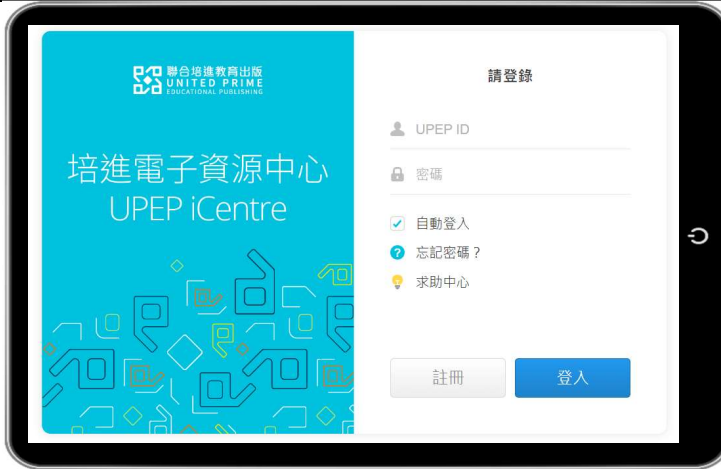 聯合培進教育出版
UNITED PRIME
EDUCATIONAL PUBLISHING
培進電子資源中心
UPEP iCentre
請登錄
UPEP ID
密碼
自動登入
忘記密碼？
求助中心
註冊
登入